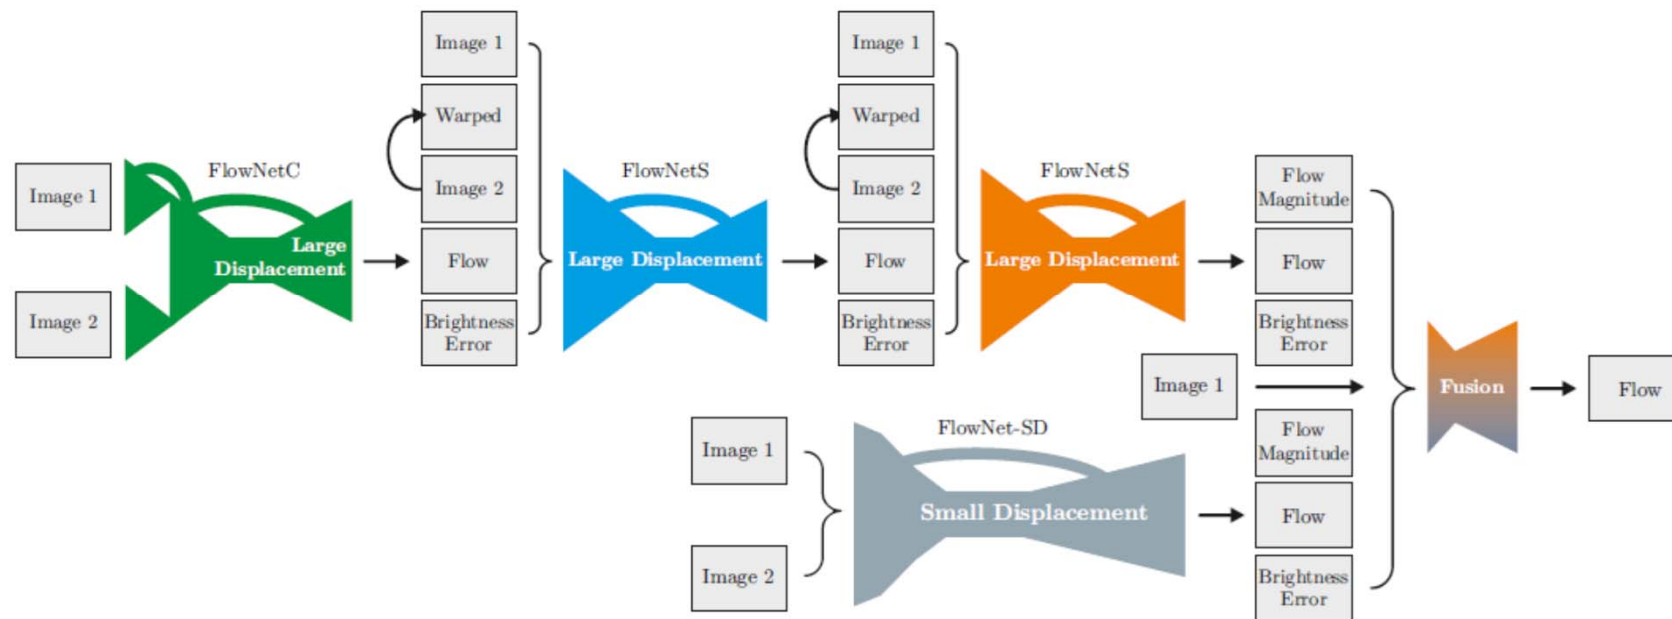 Image 1
Image 2
FlowNetC
Large
Displacement
Image 1
Warped
Image 2
Flow
Brightness
Error
FlowNetS
Large Displacement
Image 1
Warped
Image 2
Flow
Brightness
Error
FlowNetS
Large Displacement
Flow
Magnitude
Flow
Brightness
Error
Image 1
Image 1
Image 2
FlowNet-SD
Small Displacement
Flow
Magnitude
Flow
Brightness
Error
Fusion
Flow